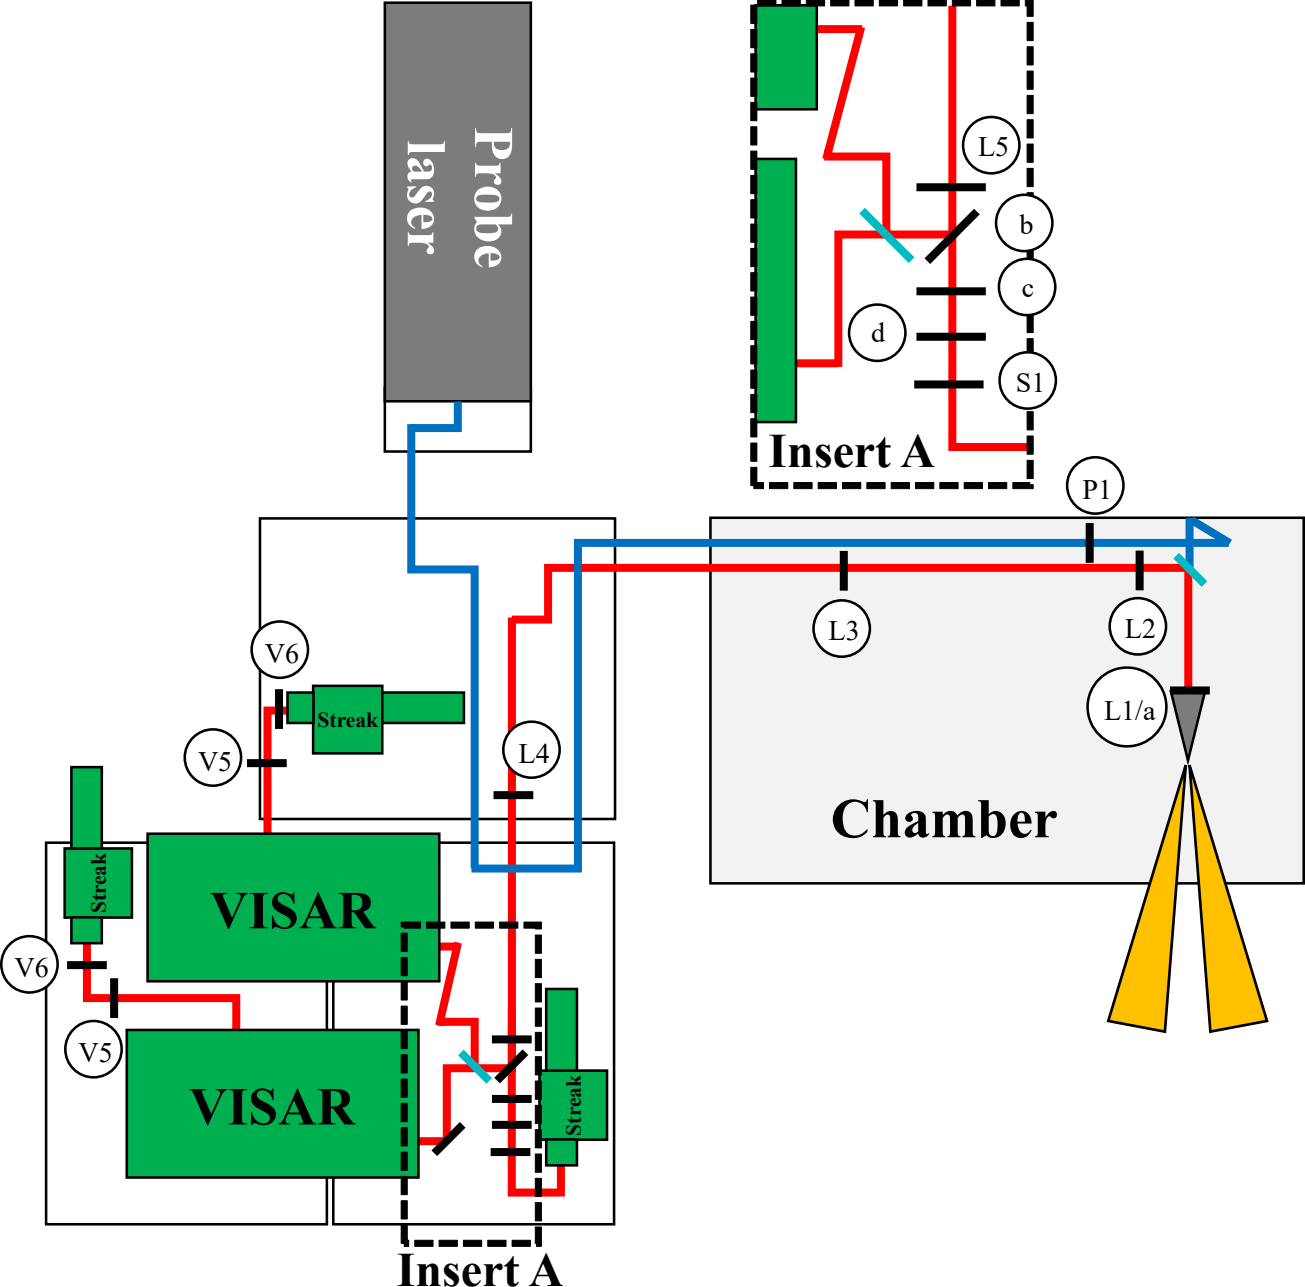 Probe
laser
L5
b
c
d
S1
Insert A
P1
L3
L2
V6
Streak
L1/a
V5
L4
Chamber
Streak
VISAR
V6
V5
VISAR
Streak
Insert A